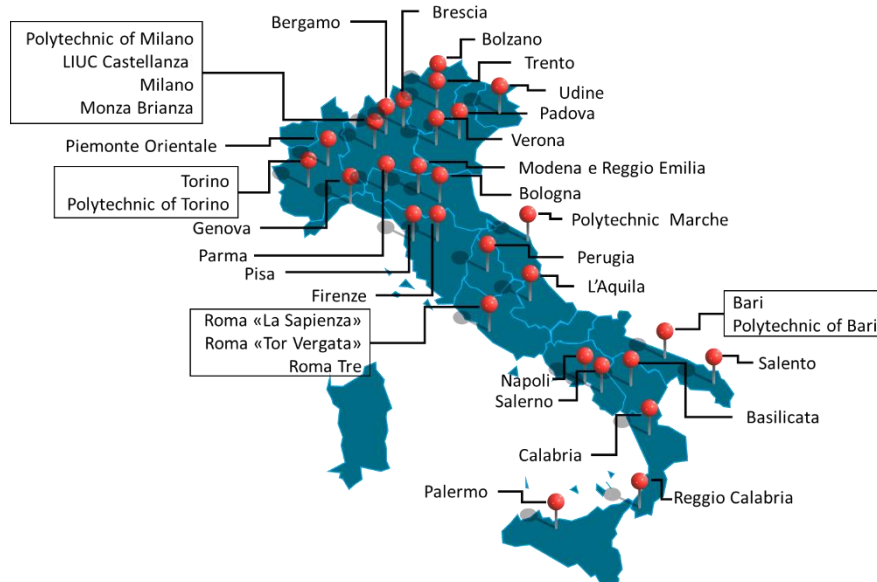 Brescia
Bergamo
Bolzano
Polytechnic of Milano
LIUC Castellanza
Milano
Monza Brianza
Trento
Udine
Padova
Verona
Piemonte Orientale
Modena e Reggio Emilia
Torino
Polytechnic of Torino
Bologna
Genova
Polytechnic Marche
Parma
Perugia
Pisa
L'Aquila
Firenze
Roma «La Sapienza»
Roma «Tor Vergata»
Roma Tre
Bari
Polytechnic of Bari
Salento
Napoli
Salerno
Basilicata
Calabria
Palermo
Reggio Calabria